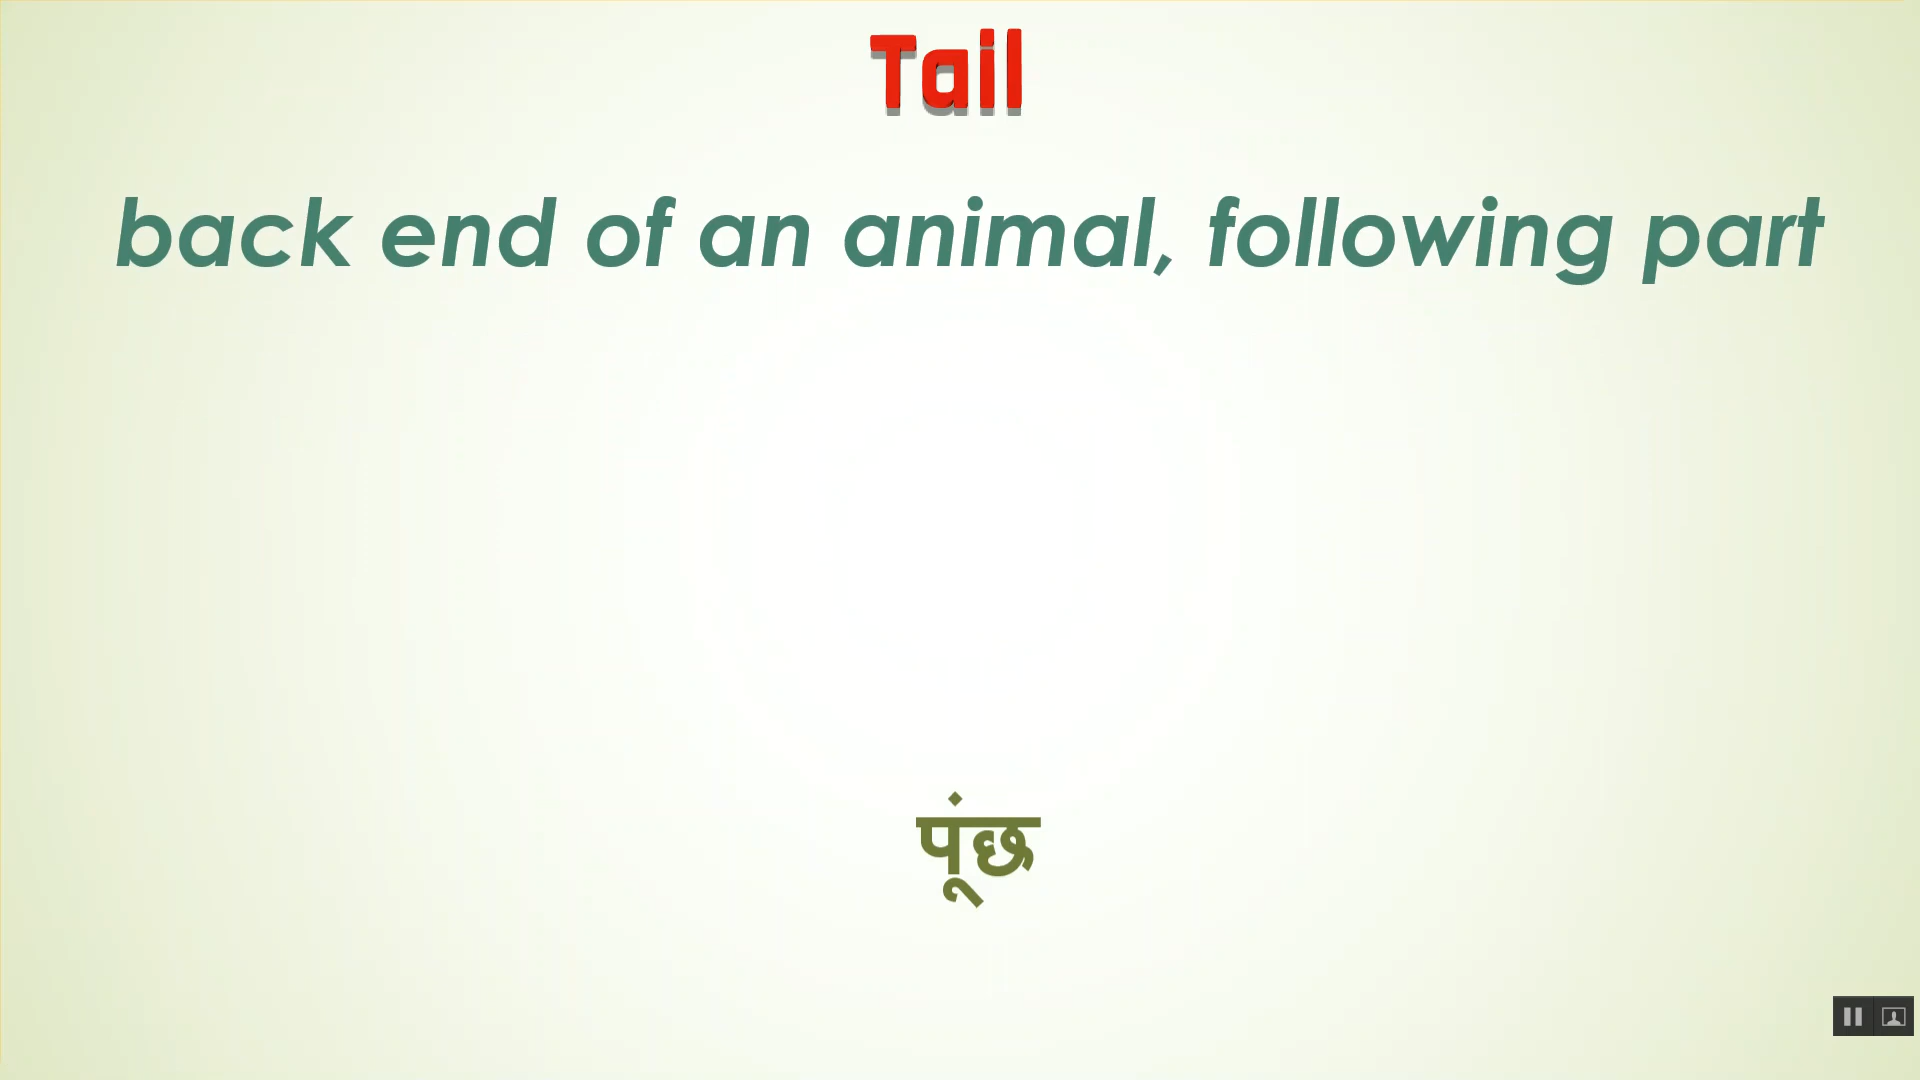 Tail
back end of an animal, following part
पूंछ